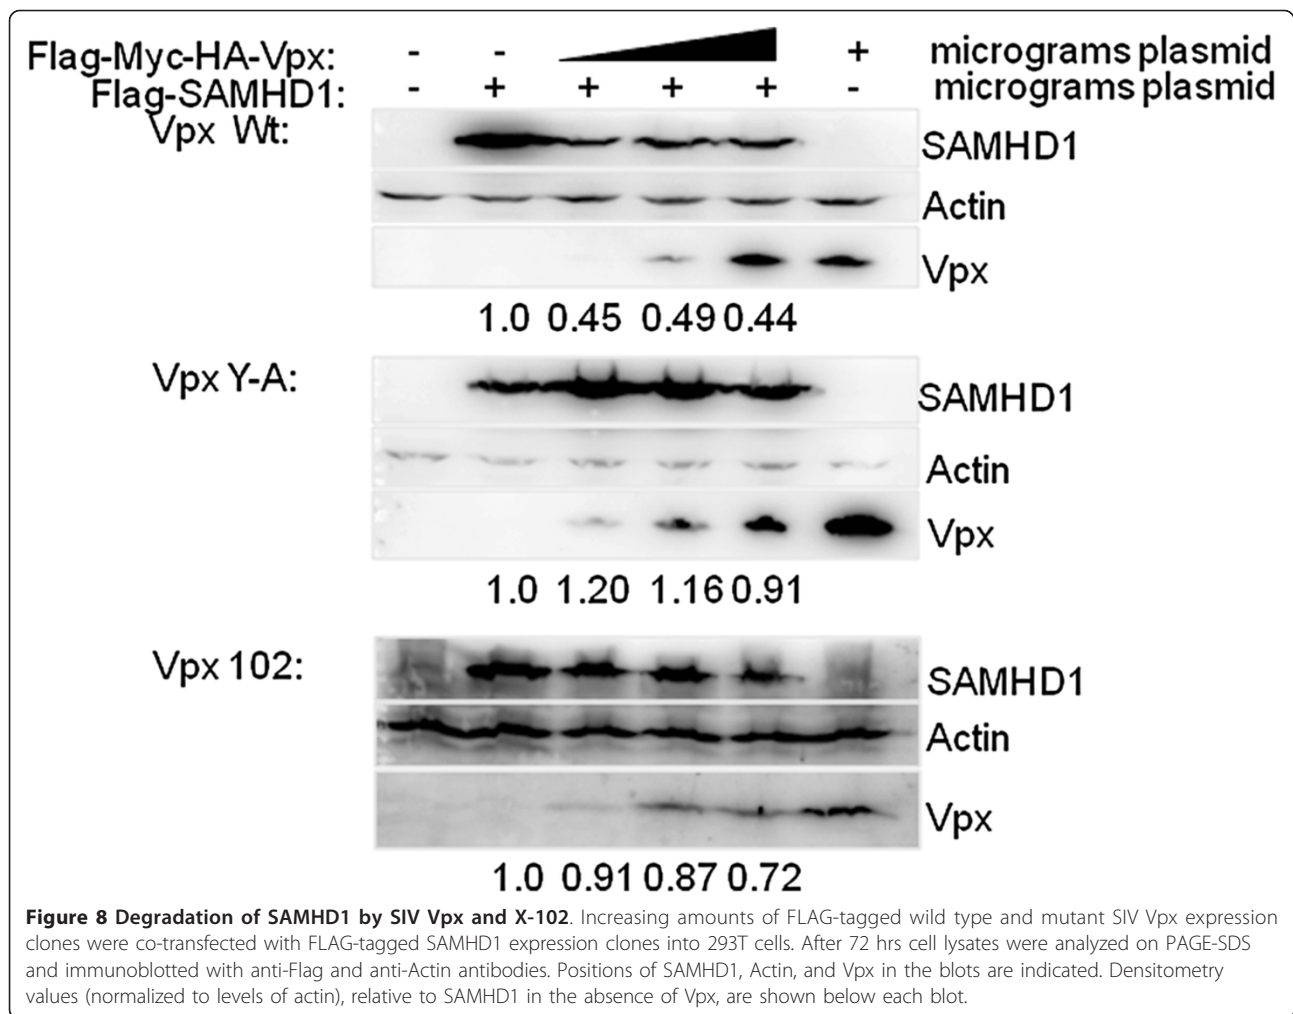 Flag-Myc-HA-Vpx: - - + micrograms plasmid
Flag-SAMHD1: - + + + + - micrograms plasmid
Vpx Wt: SAMHD1
Actin
Vpx
1.0 0.45 0.49 0.44
Vpx Y-A: SAMHD1
Actin
Vpx
1.0 1.20 1.16 0.91
Vpx 102: SAMHD1
Actin
Vpx
1.0 0.91 0.87 0.72
Figure 8 Degradation of SAMHD1 by SIV Vpx and X-102. Increasing amounts of FLAG-tagged wild type and mutant SIV Vpx expression
clones were co-transfected with FLAG-tagged SAMHD1 expression clones into 293T cells. After 72 hrs cell lysates were analyzed on PAGE-SDS
and immunoblotted with anti-Flag and anti-Actin antibodies. Positions of SAMHD1, Actin, and Vpx in the blots are indicated. Densitometry
values (normalized to levels of actin), relative to SAMHD1 in the absence of Vpx, are shown below each blot.